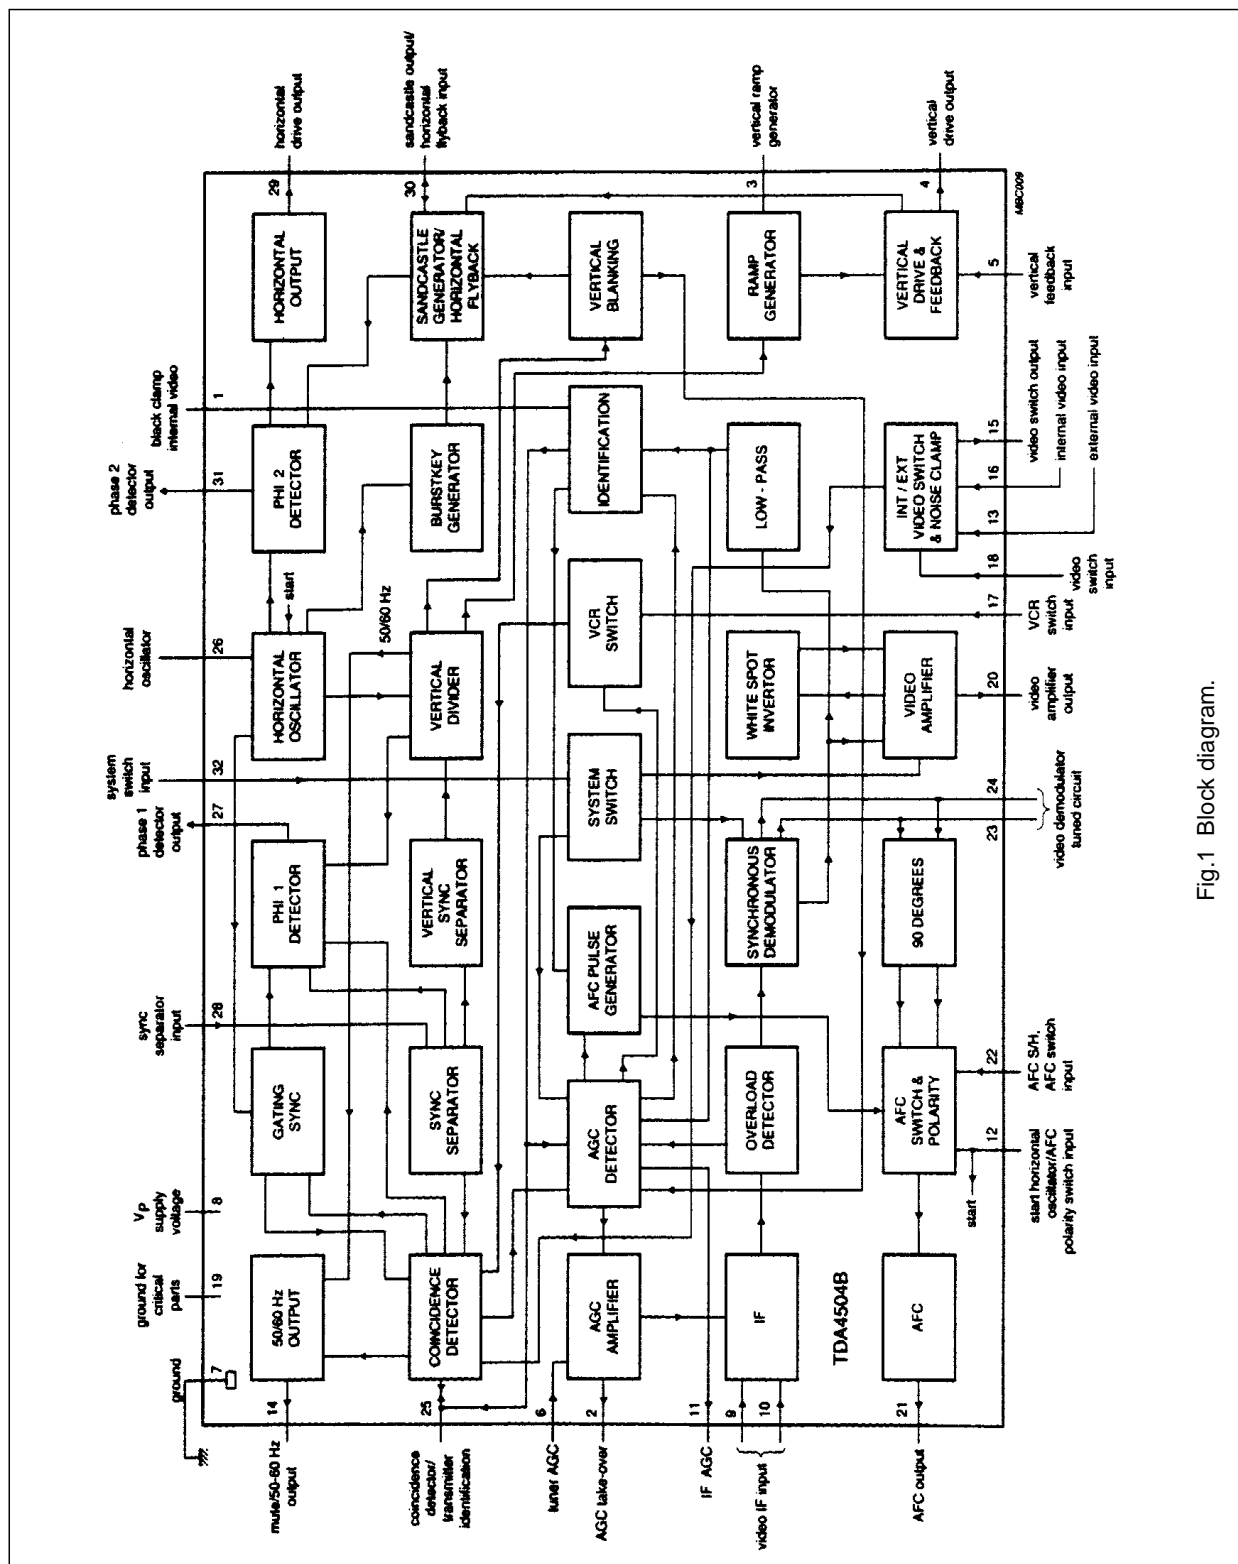 ground
7
ground for
critical
parts
19
VP
supply
voltage
8
sync
separator
input
28
phase 1
detector
output
27
system
switch
input
32
horizontal
oscillator
26
phase 2
detector
output
31
black clamp
internal video
1
mute/50-60 Hz
output
14
50/60 Hz
OUTPUT
GATING
SYNC
PHI 1
DETECTOR
HORIZONTAL
OSCILLATOR
start
PHI 2
DETECTOR
HORIZONTAL
OUTPUT
29
horizontal
drive output
50/60 Hz
coincidence
detector/
transmitter
identification
25
COINCIDENCE
DETECTOR
SYNC
SEPARATOR
VERTICAL
SYNC
SEPARATOR
VERTICAL
DIVIDER
BURSTKEY
GENERATOR
SANDCASTLE
GENERATOR/
HORIZONTAL
FLYBACK
30
sandcastle output/
horizontal
flyback input
tuner AGC
6
AGC take-over
2
AGC
AMPLIFIER
AGC
DETECTOR
AFC PULSE
GENERATOR
SYSTEM
SWITCH
VCR
SWITCH
IDENTIFICATION
VERTICAL
BLANKING
IF AGC
11
video IF input
9
10
IF
OVERLOAD
DETECTOR
SYNCHRONOUS
DEMODULATOR
WHITE SPOT
INVERTOR
LOW - PASS
RAMP
GENERATOR
3
vertical ramp
generator
TDA4504B
AFC output
21
AFC
AFC
SWITCH &
POLARITY
90 DEGREES
VIDEO
AMPLIFIER
INT / EXT
VIDEO SWITCH
& NOISE CLAMP
VERTICAL
DRIVE &
FEEDBACK
4
vertical
drive output
start
12
start horizontal
oscillator/AFC
polarity switch input
22
AFC S/H,
AFC switch
input
23
24
video demodulator
tuned circuit
20
video
amplifier
output
17
VCR
switch
input
18
video
switch
input
13
16
15
video switch output
internal video input
external video input
5
vertical
feedback
input
MBC009
Fig.1 Block diagram.